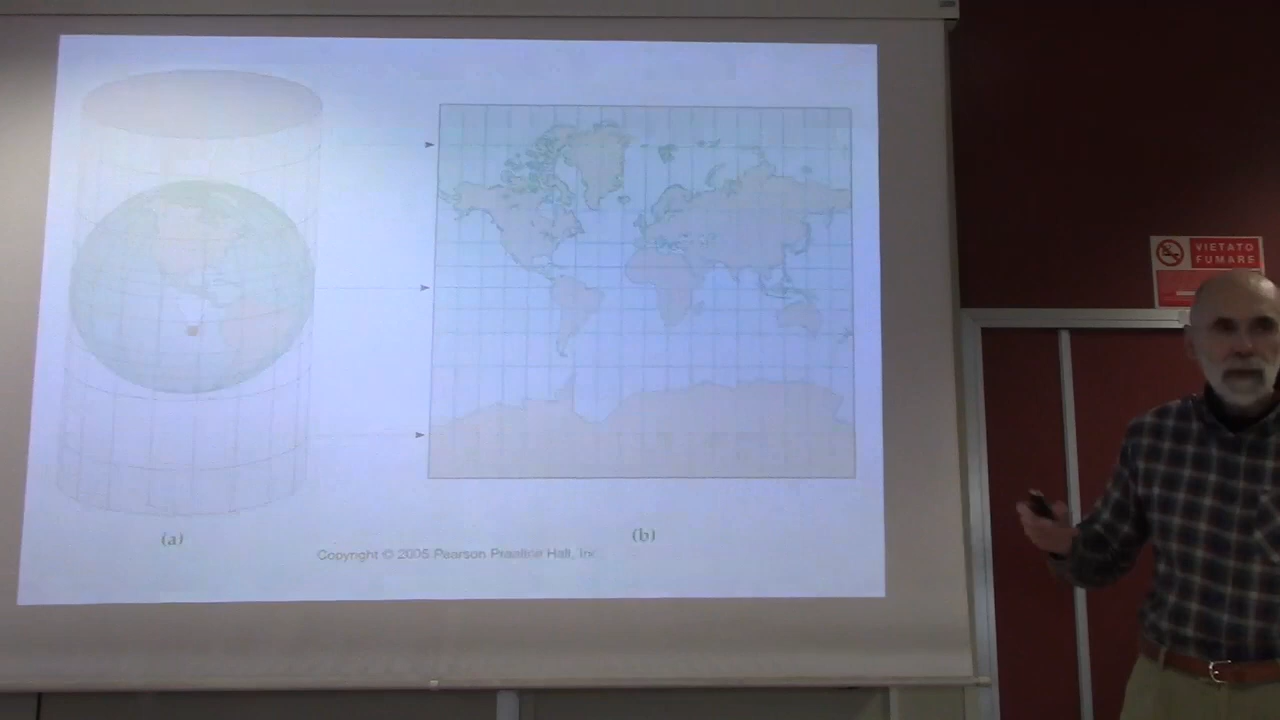 (a)
(b)
Copyright © 2005 Pearson Prentice Hall, Inc
VIETATO
FUMARE